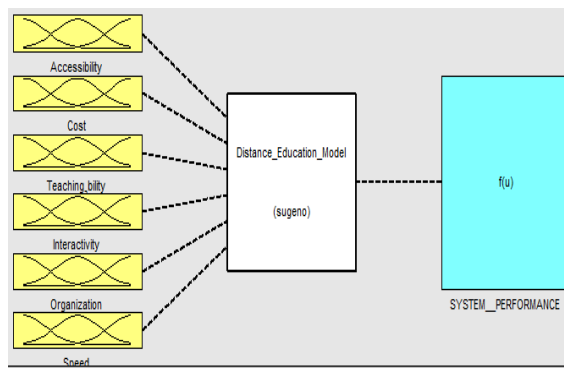 Accessibility
Cost
Teaching_bility
Interactivity
Organization
Speed
Distance_Education_Model
(sugeno)
f(u)
SYSTEM__PERFORMANCE